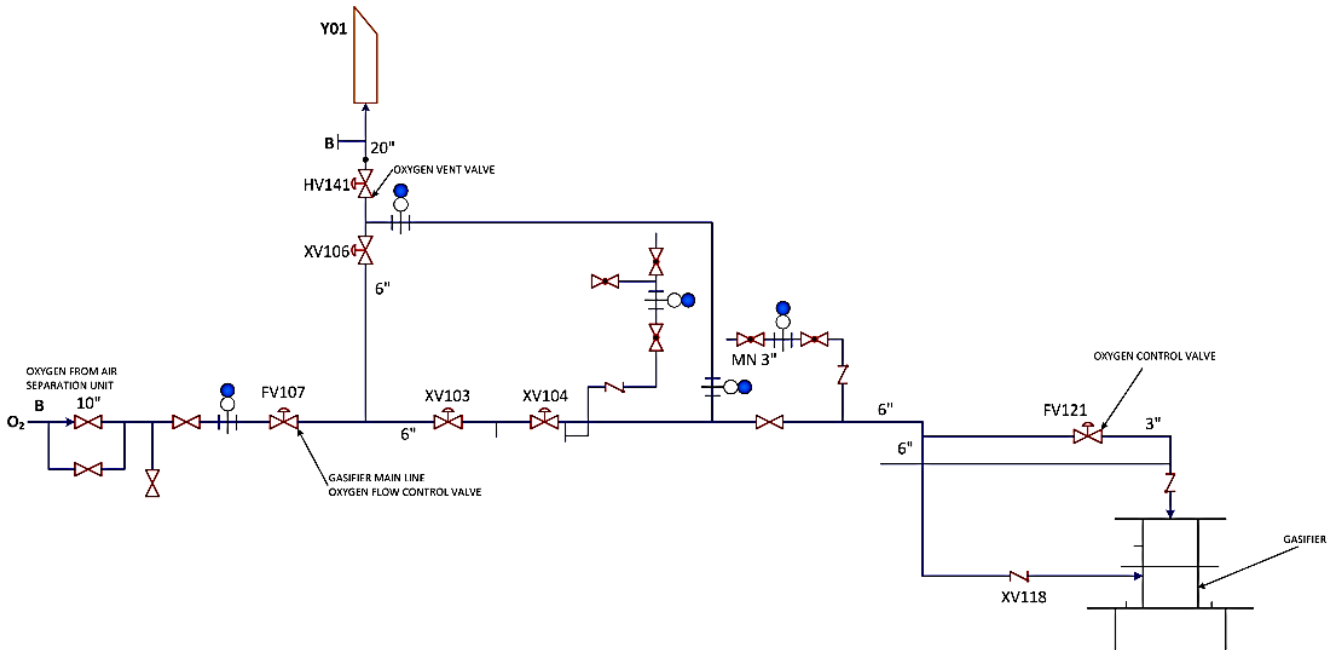 Y01
B
20"
OXYGEN VENT VALVE
HV141
XV106
6"
MN 3"
OXYGEN CONTROL VALVE
OXYGEN FROM AIR
SEPARATION UNIT
B
10"
O₂
FV107
XV103
XV104
6"
6"
FV121
3"
6"
GASIFIER MAIN LINE
OXYGEN FLOW CONTROL VALVE
GASIFIER
XV118